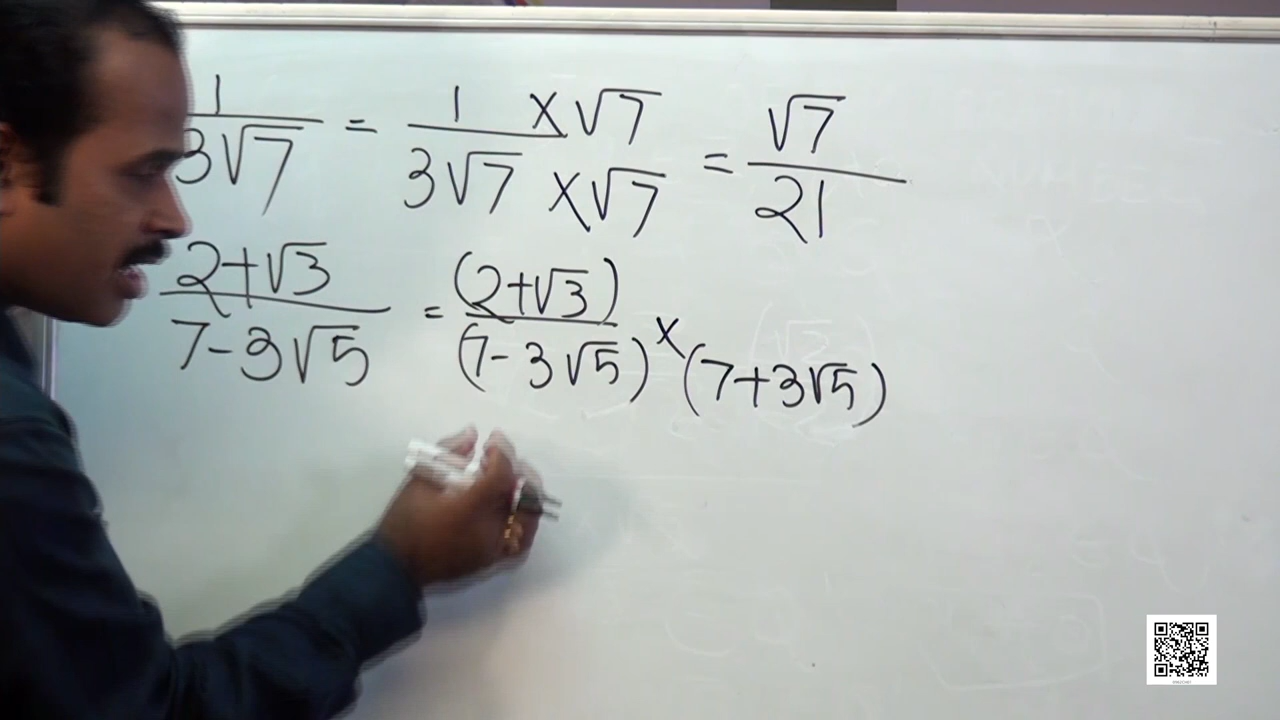 1/3√7 = 1 ×√7/3√7 ×√7 = √7/21
2+√3/7-3√5 = (2+√3)/(7-3√5) × (7+3√5)